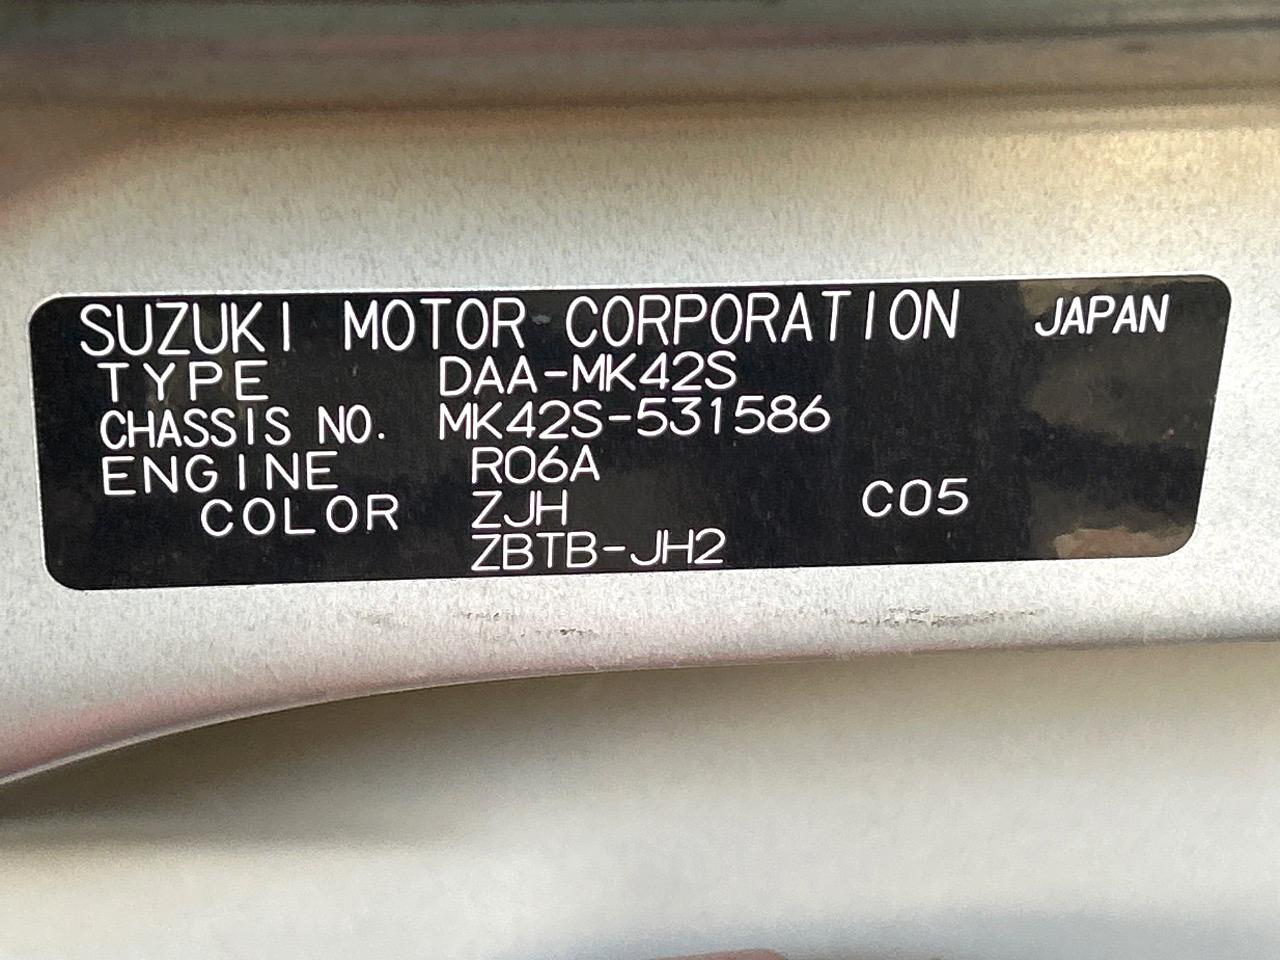 SUZUKI MOTOR CORPORATION JAPAN
TYPE DAA-MK42S
CHASSIS NO. MK42S-531586
ENGINE R06A
COLOR ZJH C05
ZBTB-JH2